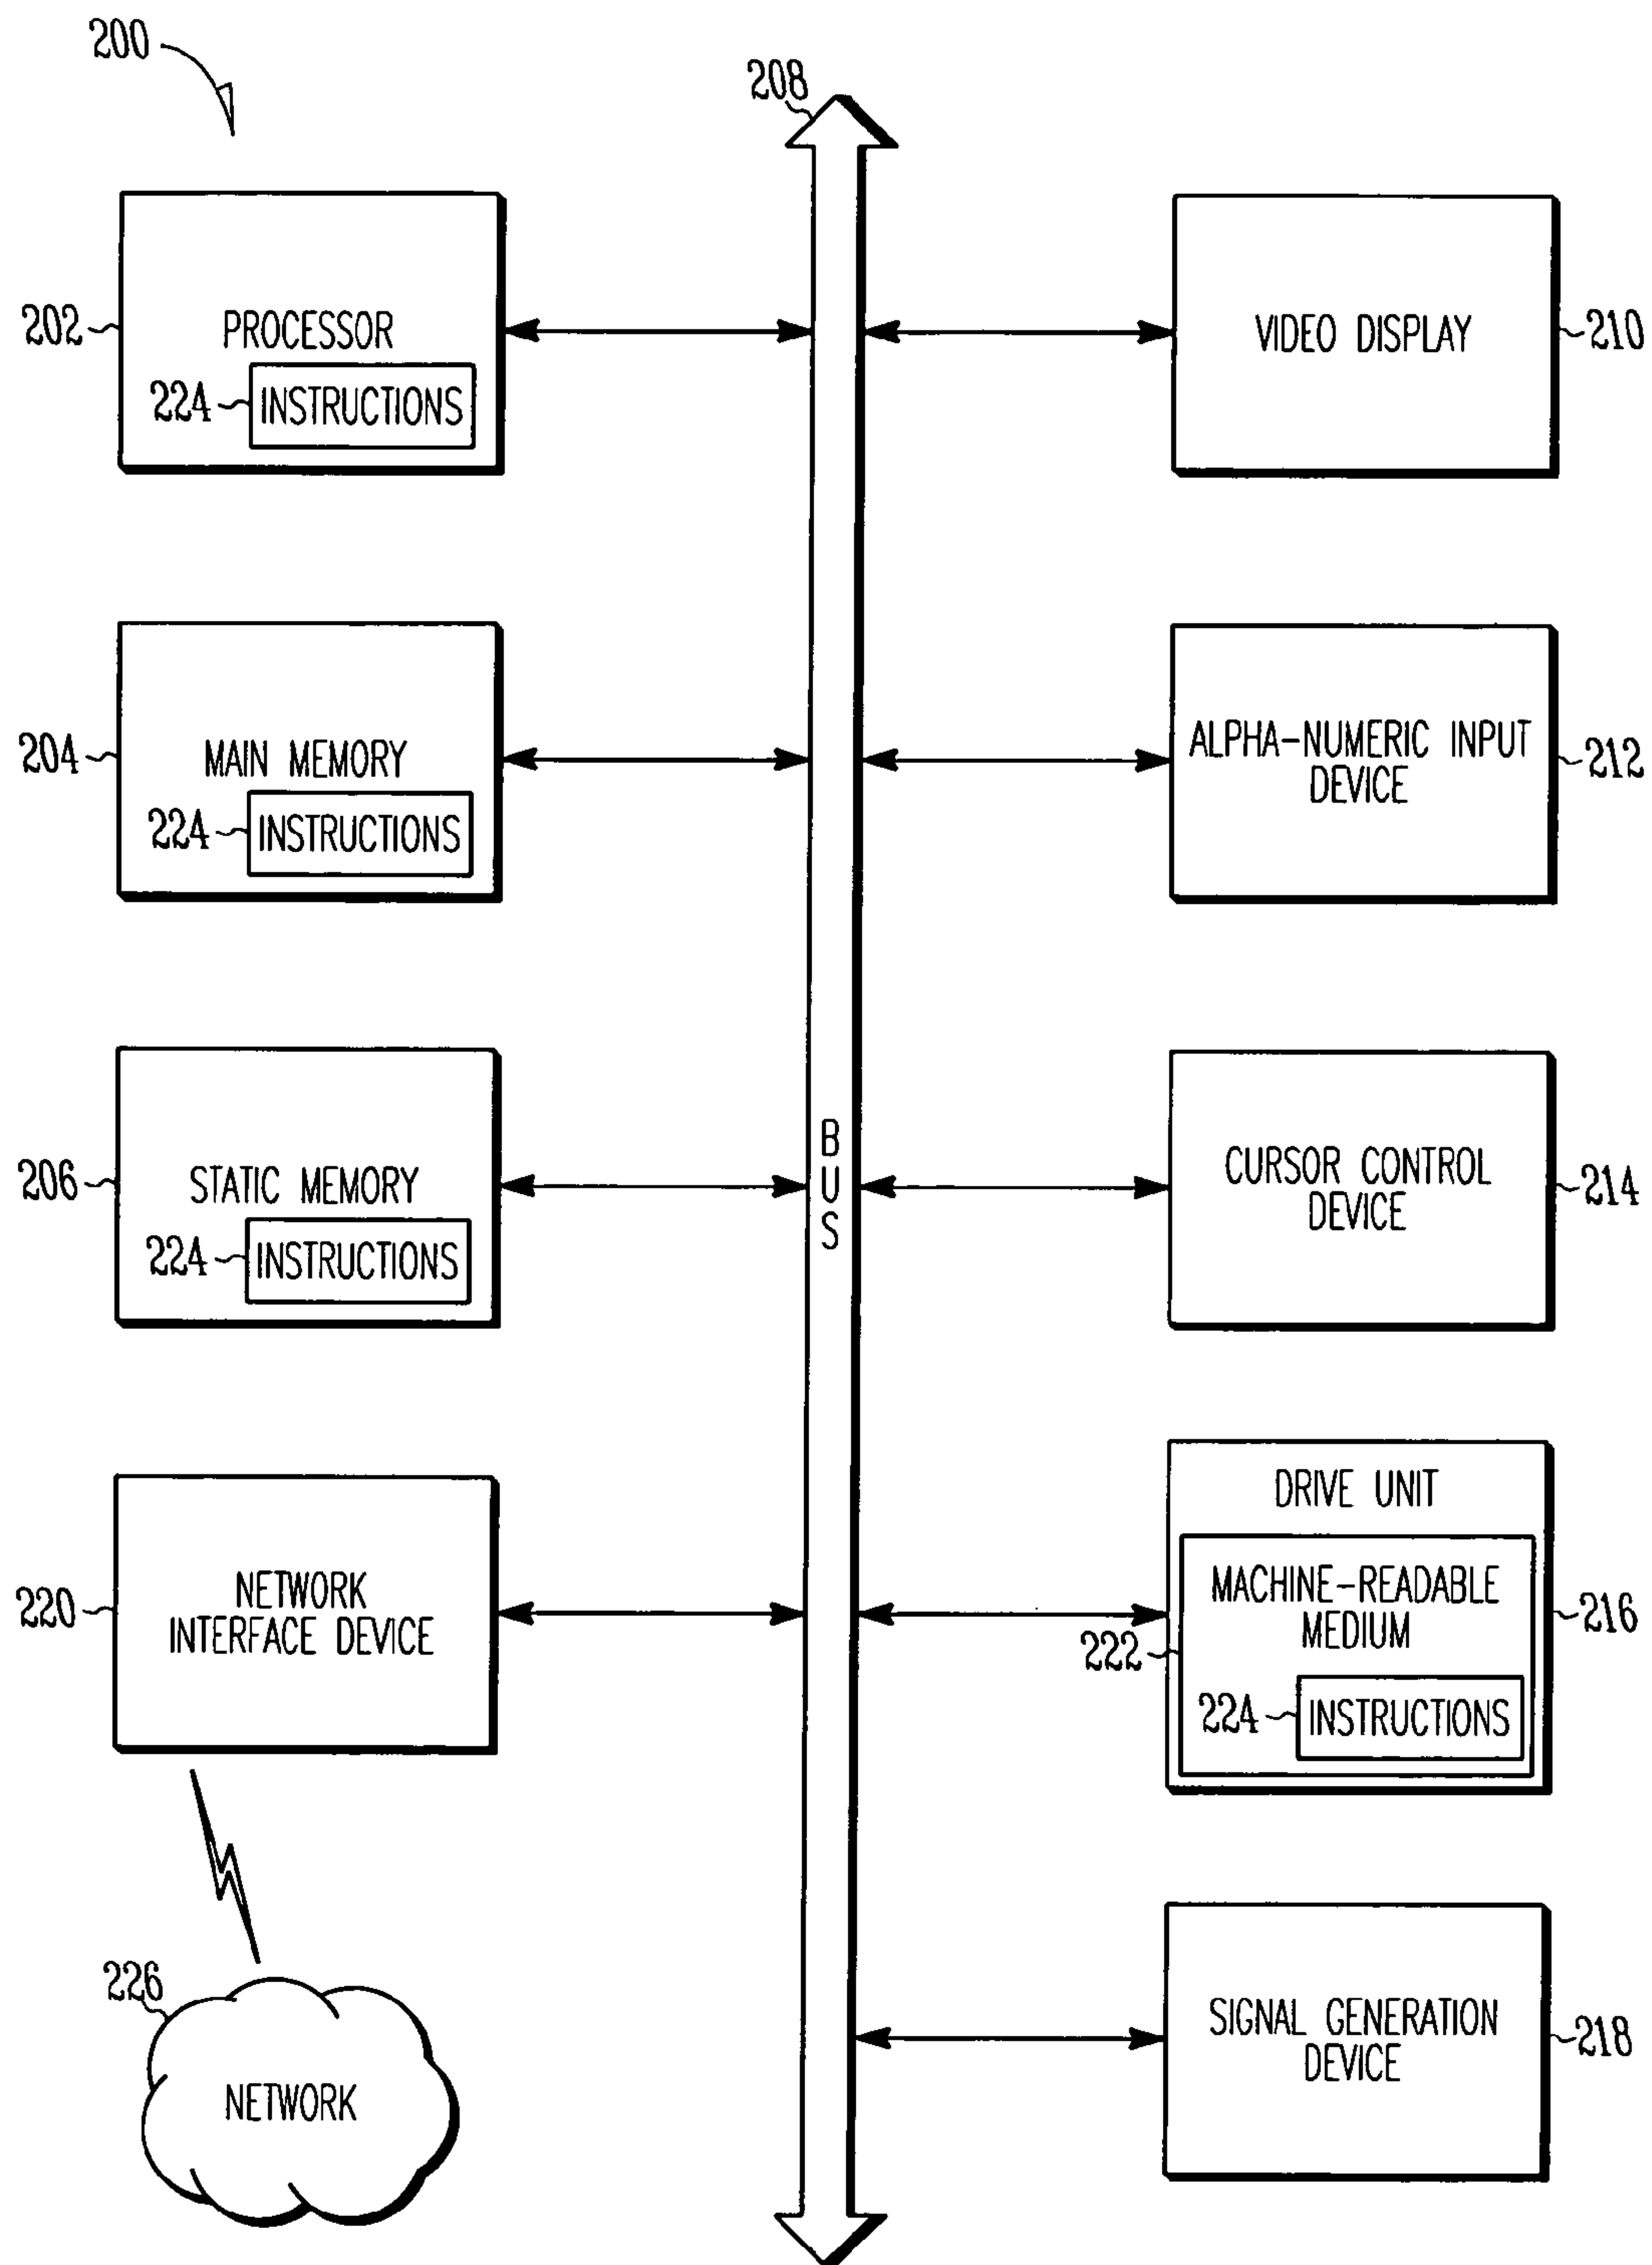 200
208
PROCESSOR
202
224
INSTRUCTIONS
VIDEO DISPLAY
210
MAIN MEMORY
204
224
INSTRUCTIONS
ALPHA-NUMERIC INPUT
DEVICE
212
STATIC MEMORY
206
224
INSTRUCTIONS
BUS
CURSOR CONTROL
DEVICE
214
NETWORK
INTERFACE DEVICE
220
DRIVE UNIT
MACHINE-READABLE
MEDIUM
216
222
224
INSTRUCTIONS
226
NETWORK
SIGNAL GENERATION
DEVICE
218